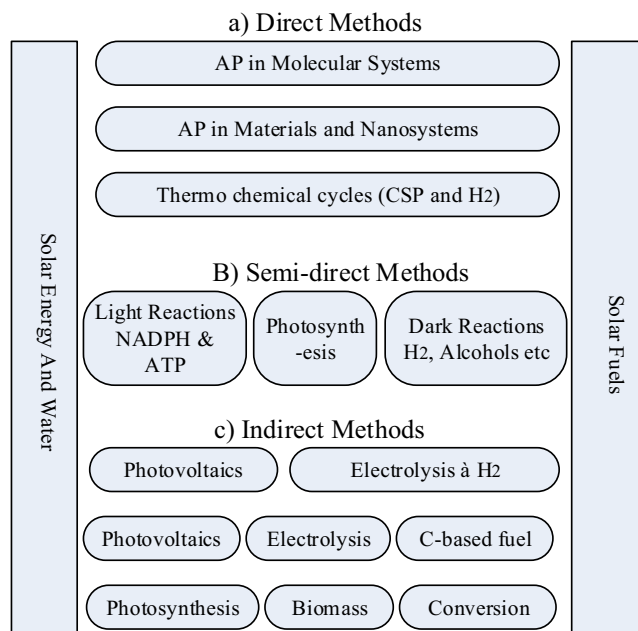 a) Direct Methods
AP in Molecular Systems
AP in Materials and Nanosystems
Thermo chemical cycles (CSP and H2)
Solar Energy And Water
Solar Fuels
B) Semi-direct Methods
Light Reactions
NADPH &
ATP
Photosynth
-esis
Dark Reactions
H2, Alcohols etc
c) Indirect Methods
Photovoltaics
Electrolysis à H2
Photovoltaics
Electrolysis
C-based fuel
Photosynthesis
Biomass
Conversion